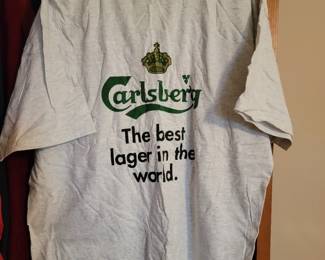 Carlsberg
The best
lager in the
world.